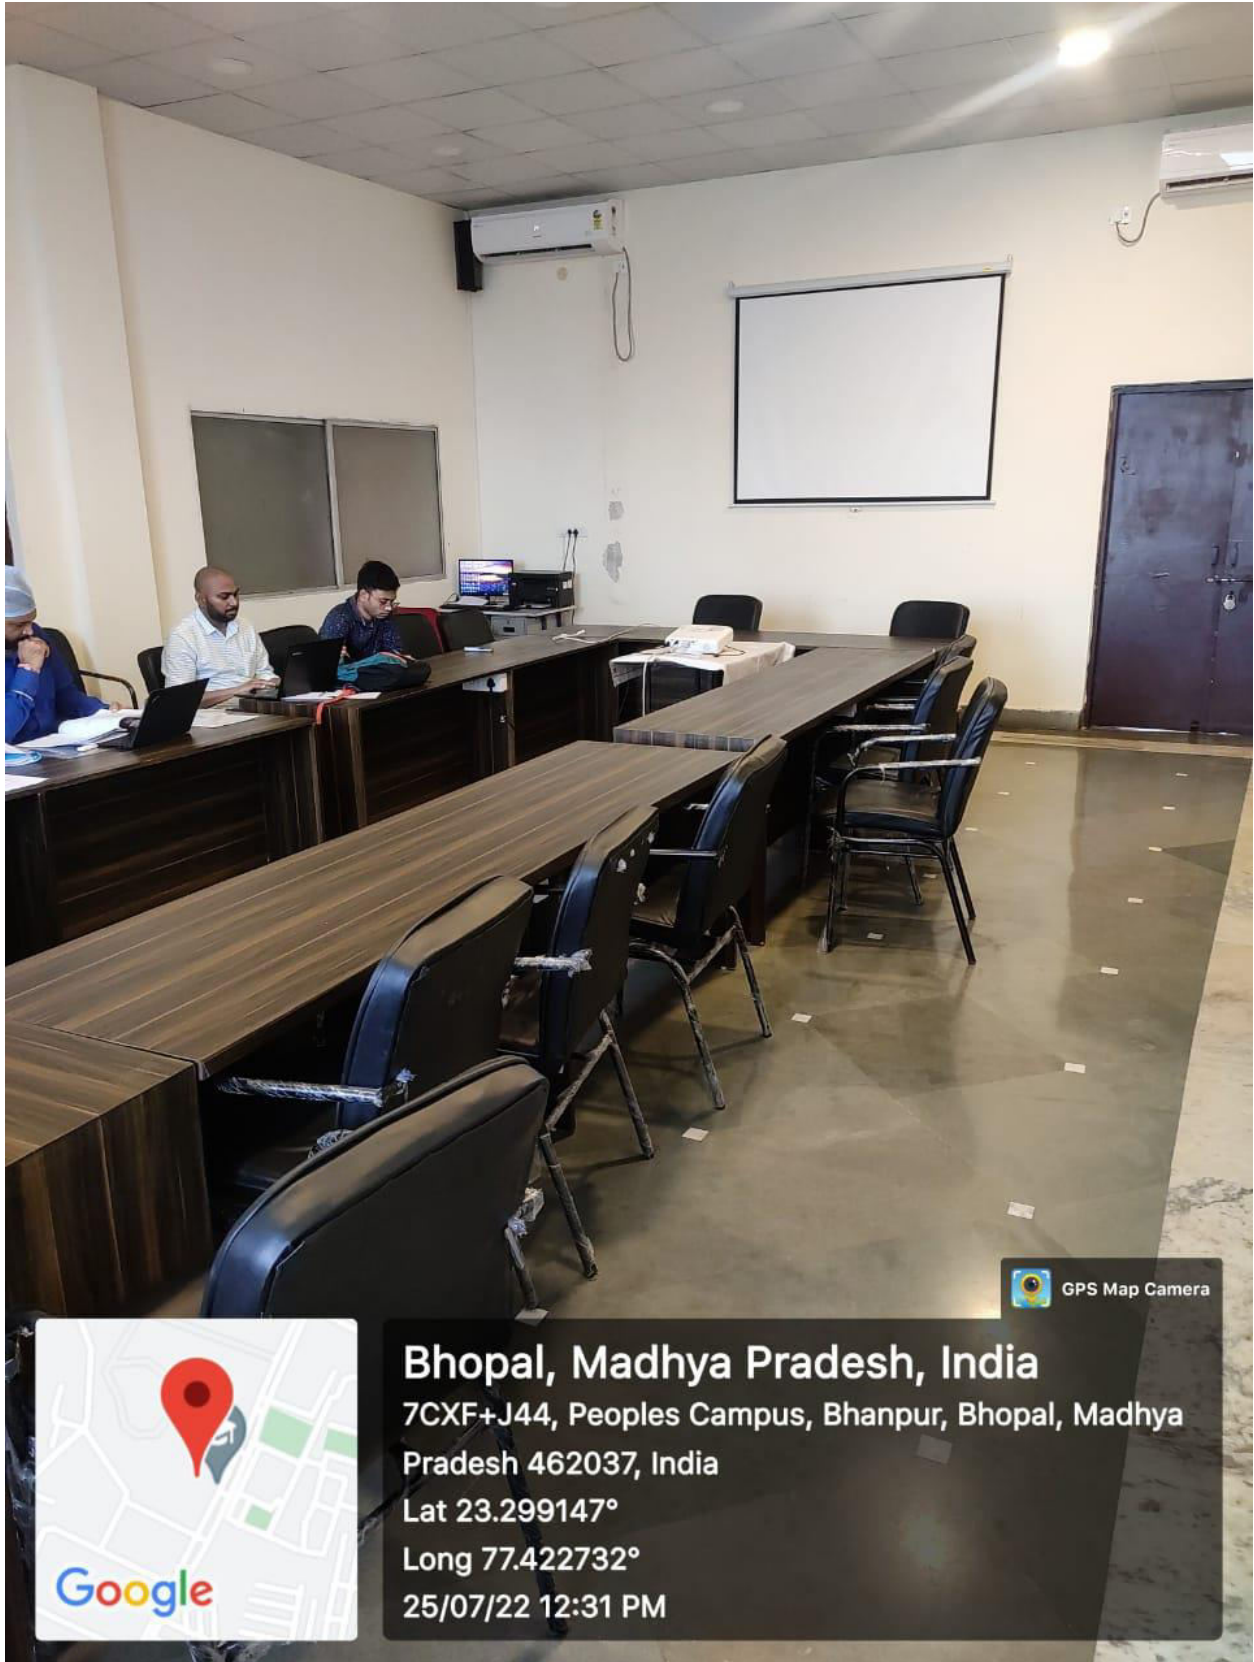 GPS Map Camera
Bhopal, Madhya Pradesh, India
7CXF+J44, Peoples Campus, Bhanpur, Bhopal, Madhya
Pradesh 462037, India
Lat 23.299147°
Long 77.422732°
25/07/22 12:31 PM
Google